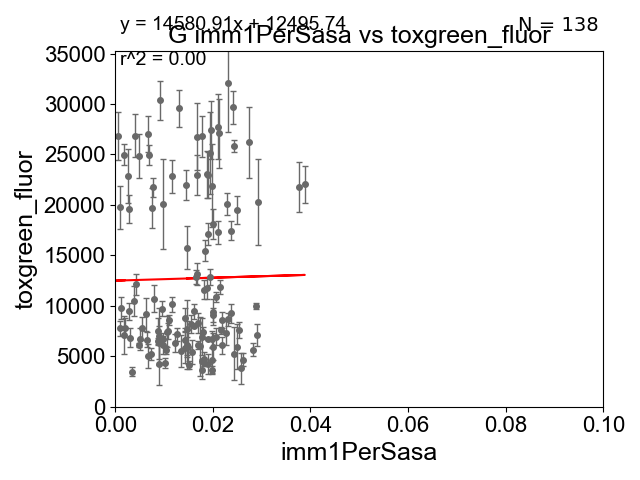 y = 14580.91x + 12495.74
N = 138
G imm1PerSasa vs toxgreen_fluor
r^2 = 0.00
35000
30000
25000
20000
15000
10000
5000
0
toxgreen_fluor
0.00 0.02 0.04 0.06 0.08 0.10
imm1PerSasa